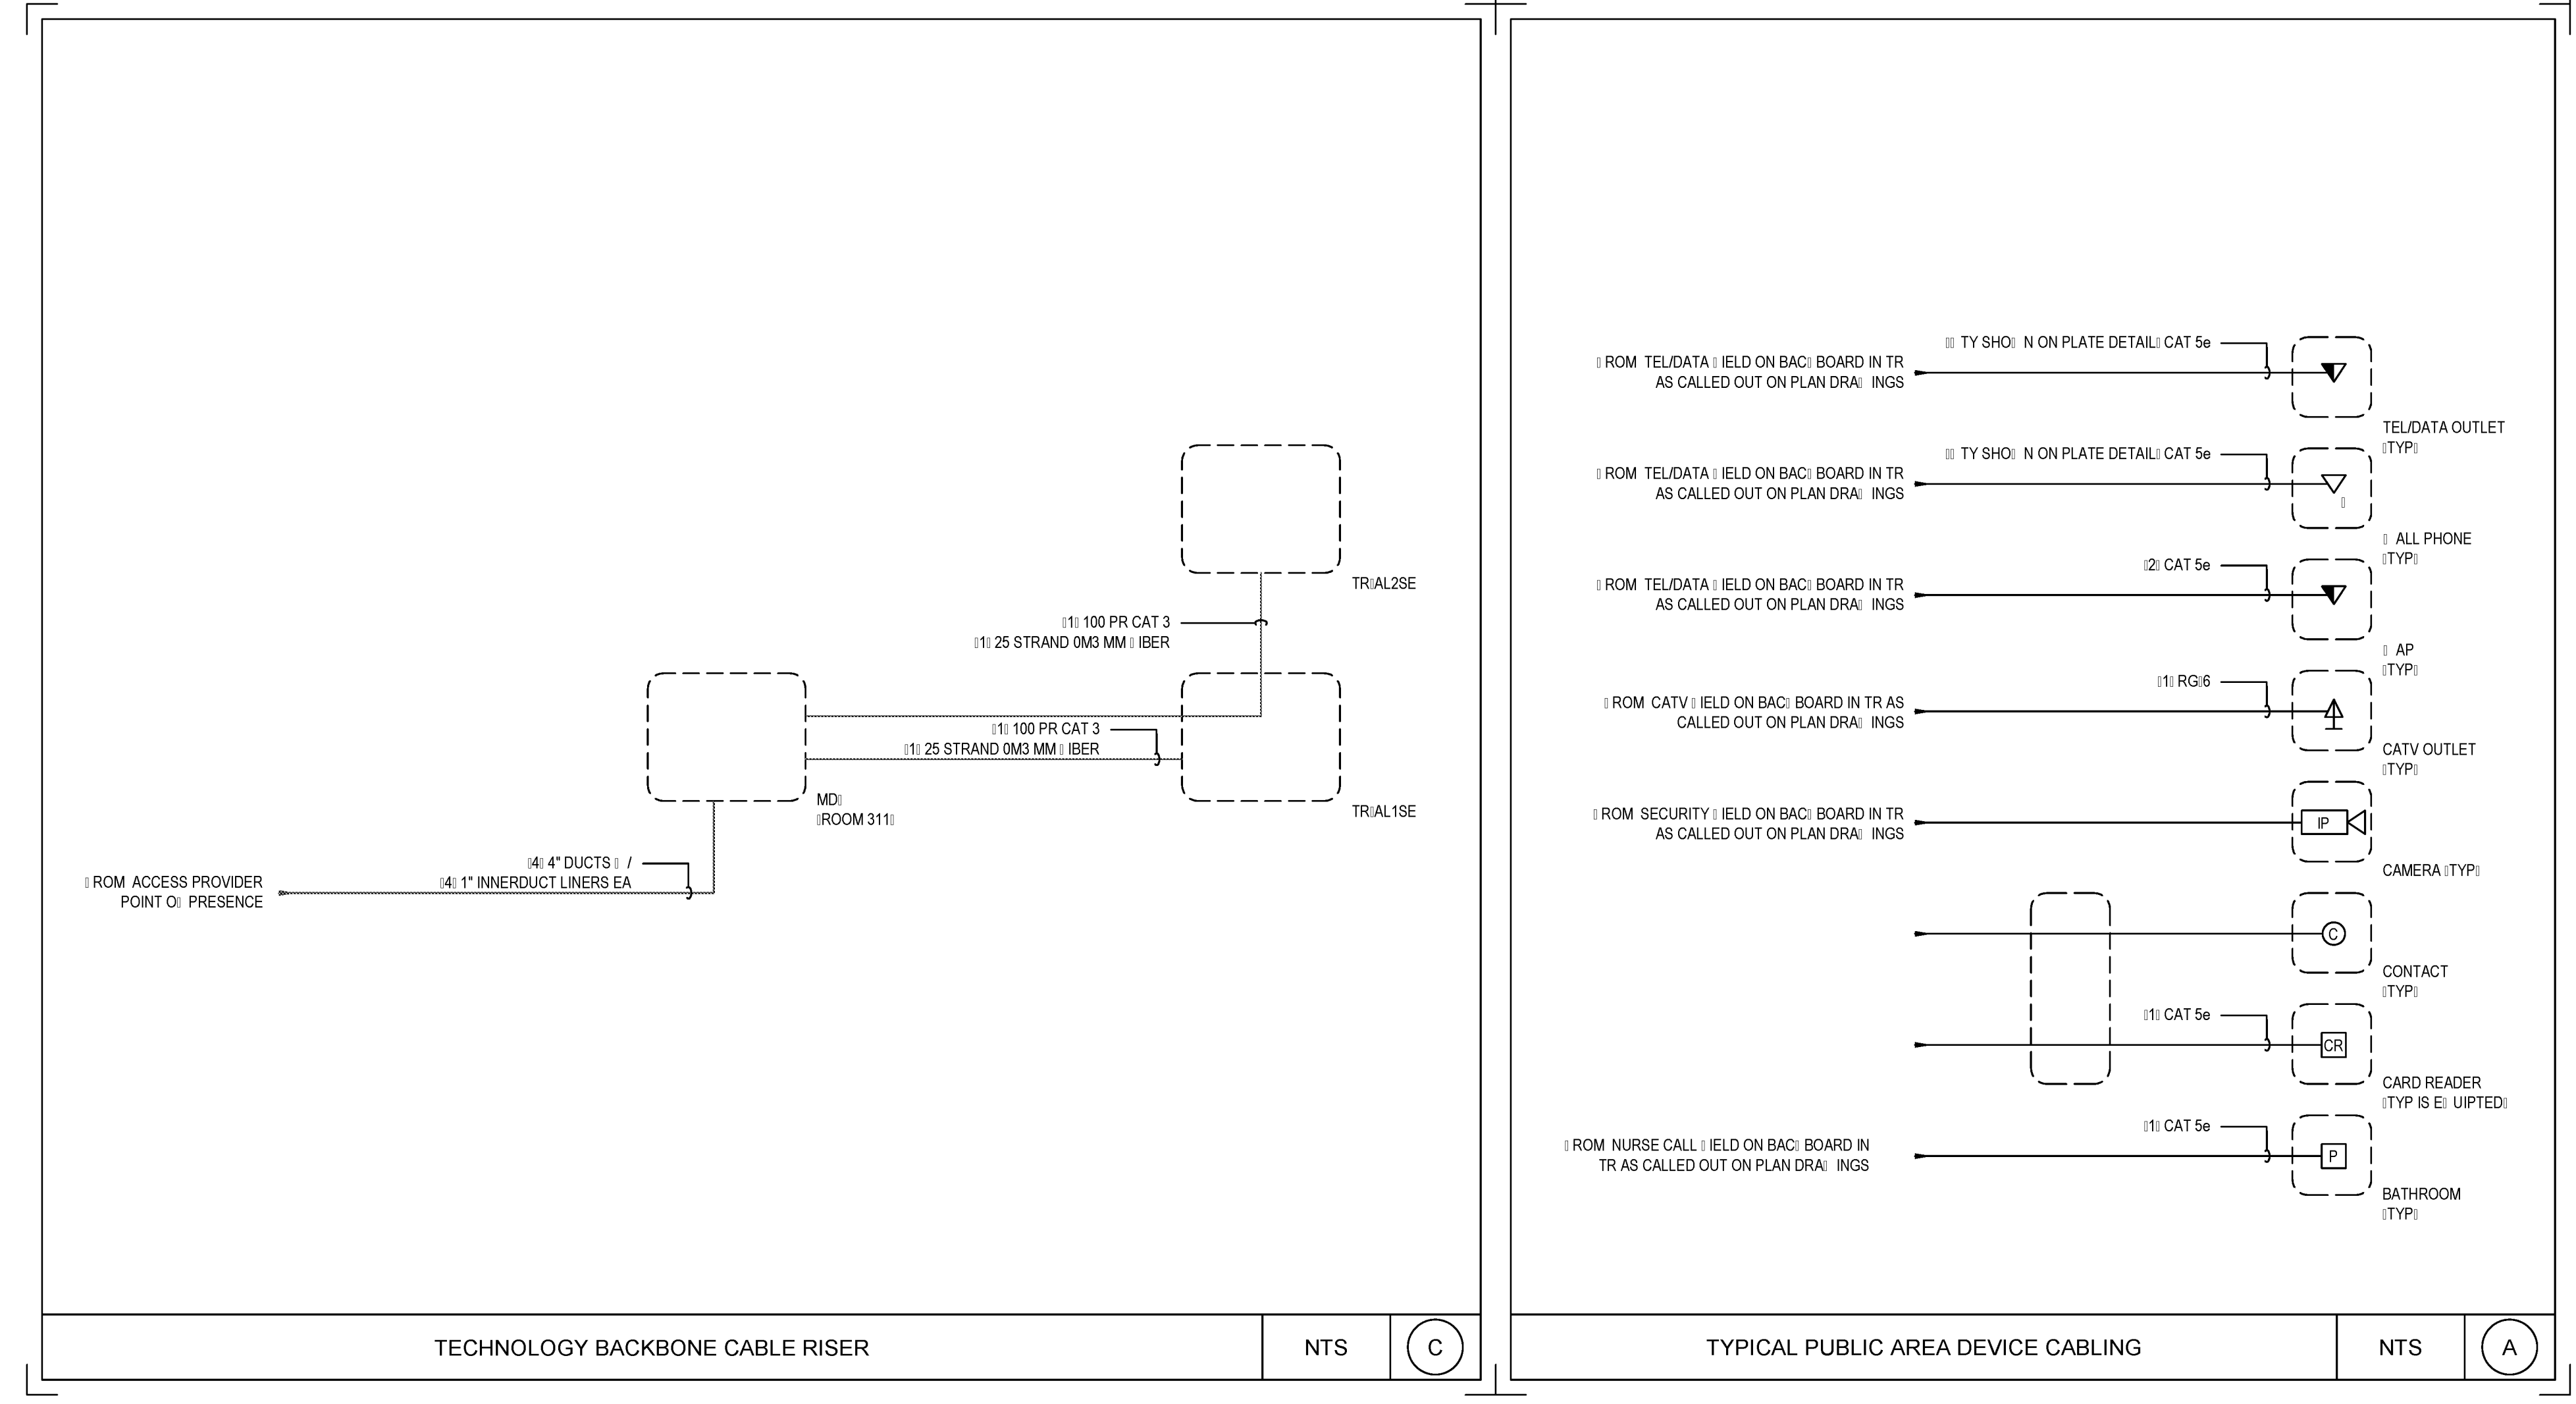 TR▯AL2SE
▯1▯ 100 PR CAT 3
▯1▯ 25 STRAND 0M3 MM ▯IBER
▯1▯ 100 PR CAT 3
▯1▯ 25 STRAND 0M3 MM ▯IBER
MD▯
▯ROOM 311▯
TR▯AL1SE
▯4▯ 4" DUCTS ▯ /
▯4▯ 1" INNERDUCT LINERS EA
▯ROM ACCESS PROVIDER
POINT O▯ PRESENCE
TECHNOLOGY BACKBONE CABLE RISER
NTS
C
▯▯TY SHO▯N ON PLATE DETAIL▯ CAT 5e
▯ROM TEL/DATA ▯IELD ON BAC▯BOARD IN TR
AS CALLED OUT ON PLAN DRA▯INGS
TEL/DATA OUTLET
▯TYP▯
▯▯TY SHO▯N ON PLATE DETAIL▯ CAT 5e
▯ROM TEL/DATA ▯IELD ON BAC▯BOARD IN TR
AS CALLED OUT ON PLAN DRA▯INGS
▯
▯ALL PHONE
▯TYP▯
▯2▯ CAT 5e
▯ROM TEL/DATA ▯IELD ON BAC▯BOARD IN TR
AS CALLED OUT ON PLAN DRA▯INGS
▯AP
▯TYP▯
▯1▯ RG▯6
▯ROM CATV ▯IELD ON BAC▯BOARD IN TR AS
CALLED OUT ON PLAN DRA▯INGS
CATV OUTLET
▯TYP▯
▯ROM SECURITY ▯IELD ON BAC▯BOARD IN TR
AS CALLED OUT ON PLAN DRA▯INGS
IP
CAMERA ▯TYP▯
C
CONTACT
▯TYP▯
▯1▯ CAT 5e
CR
CARD READER
▯TYP IS E▯UIPTED▯
▯1▯ CAT 5e
▯ROM NURSE CALL ▯IELD ON BAC▯BOARD IN
TR AS CALLED OUT ON PLAN DRA▯INGS
P
BATHROOM
▯TYP▯
TYPICAL PUBLIC AREA DEVICE CABLING
NTS
A